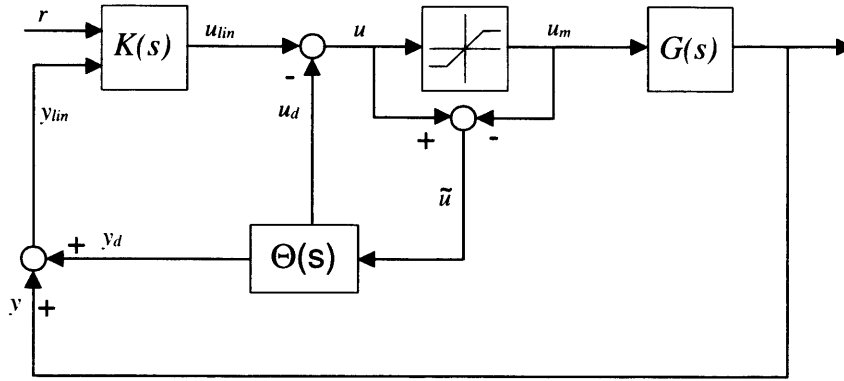 r
K(s)
u_lin
u
u_m
G(s)
-
u_d
y_lin
+
-
ũ
+
y_d
Θ(s)
y
+